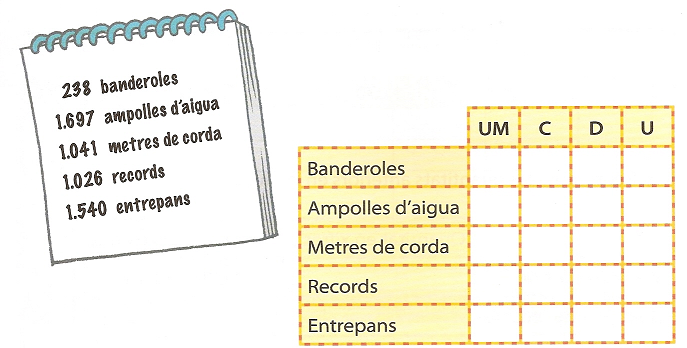 238 banderoles
1.697 ampolles d'aigua
1.041 metres de corda
1.026 records
1.540 entrepans
UM C D U
Banderoles
Ampolles d'aigua
Metres de corda
Records
Entrepans